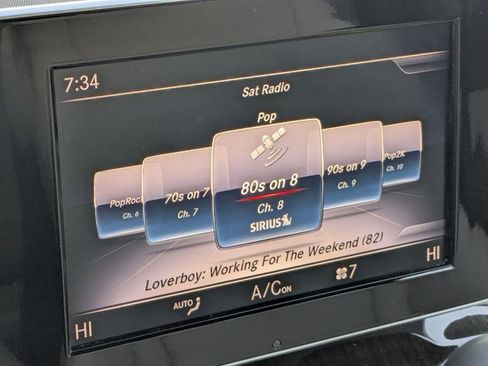 7:34
Sat Radio
Pop
PopRoc
Ch. 6
70s on 7
Ch. 7
80s on 8
Ch. 8
SIRIUS
90s on 9
Ch. 9
Pop2K
Ch. 10
Loverboy: Working For The Weekend (82)
HI
AUTO
A/C ON
7
HI